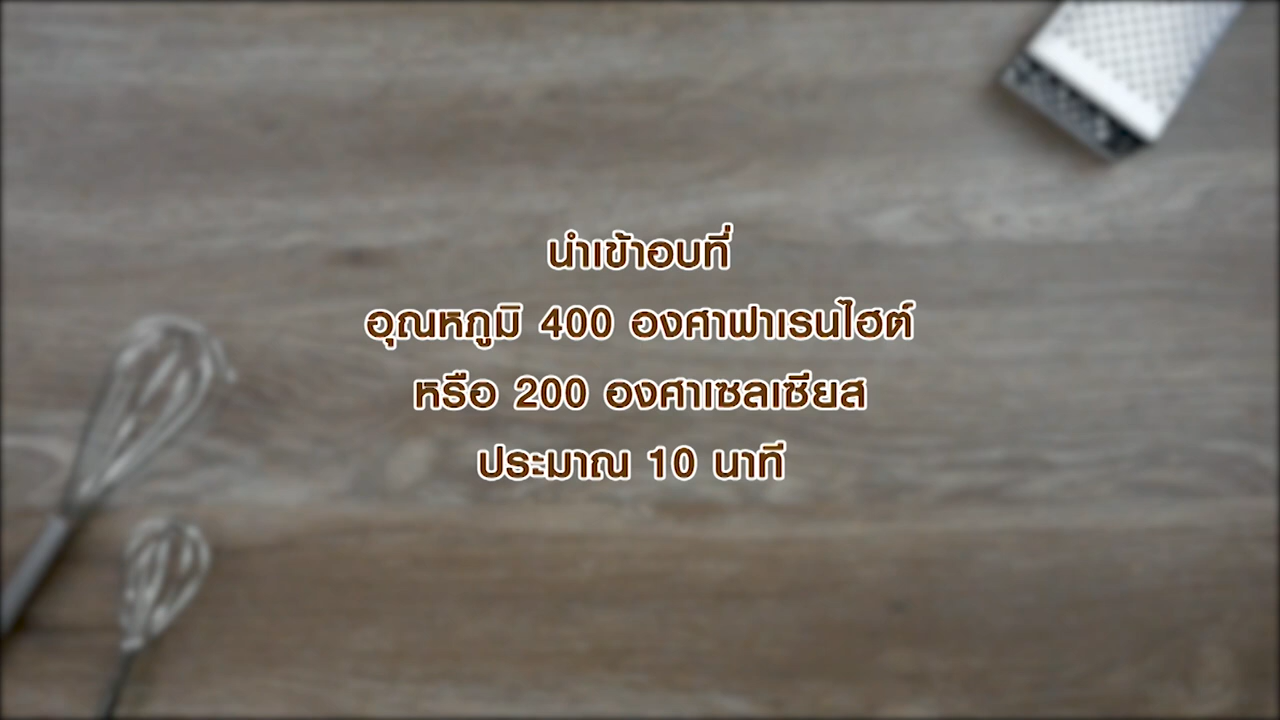 นำเข้าอบที่
อุณหภูมิ 400 องศาฟาเรนไฮต์
หรือ 200 องศาเซลเซียส
ประมาณ 10 นาที